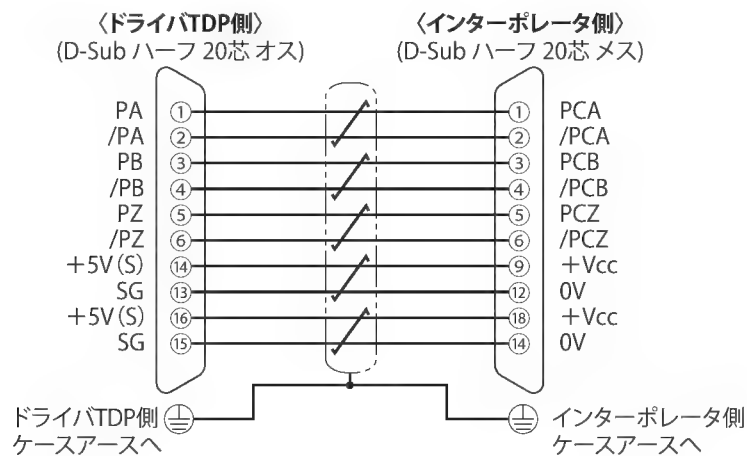 〈ドライバTDP側〉 〈インターポレータ側〉
(D-Sub ハーフ 20芯 オス) (D-Sub ハーフ 20芯 メス)
PA ① ① PCA
/PA ② ② /PCA
PB ③ ③ PCB
/PB ④ ④ /PCB
PZ ⑤ ⑤ PCZ
/PZ ⑥ ⑥ /PCZ
+5V(S) ⑭ ⑨ +Vcc
SG ⑬ ⑫ 0V
+5V(S) ⑯ ⑱ +Vcc
SG ⑮ ⑭ 0V
ドライバTDP側 インターポレータ側
ケースアースへ ケースアースへ